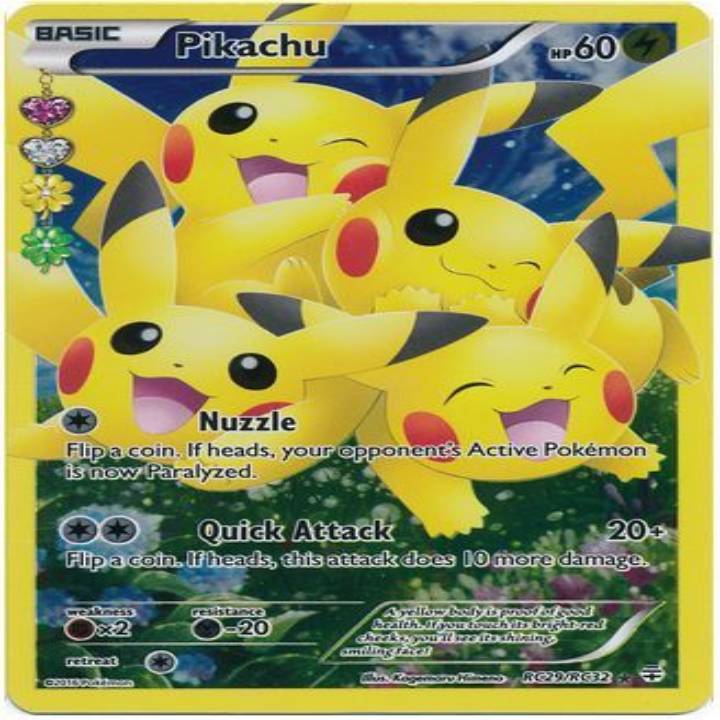 BASIC Pikachu HP60
Nuzzle
Flip a coin. If heads, your opponent's Active Pokémon
is now Paralyzed.
Quick Attack 20+
Flip a coin. If heads, this attack does 10 more damage.
weakness resistance
×2 -20
A yellow body is proof of good
health. If you touch its bright-red
cheeks, you'll see its shining,
smiling face!
retreat
©2016 Pokémon Illus. Kagemaru Himeno RC29/RC32